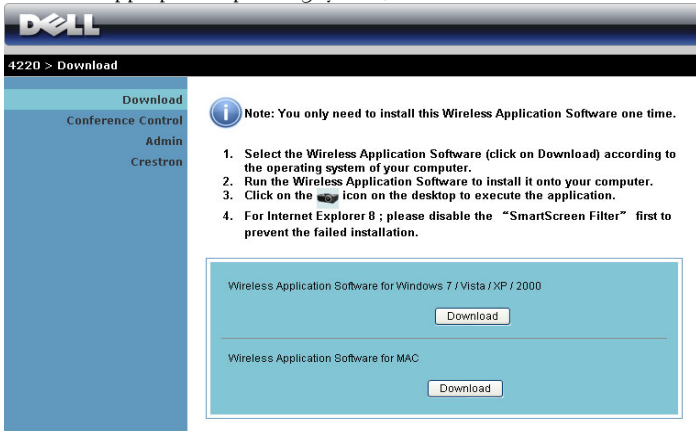 DELL
4220 > Download
Download
Conference Control
Admin
Crestron
Note: You only need to install this Wireless Application Software one time.
1. Select the Wireless Application Software (click on Download) according to
the operating system of your computer.
2. Run the Wireless Application Software to install it onto your computer.
3. Click on the icon on the desktop to execute the application.
4. For Internet Explorer 8 ; please disable the “SmartScreen Filter” first to
prevent the failed installation.
Wireless Application Software for Windows 7 / Vista / XP / 2000
Download
Wireless Application Software for MAC
Download